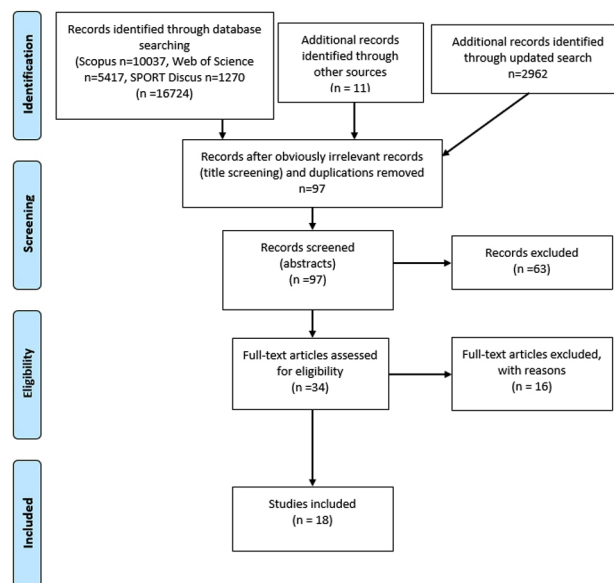 Identification
Records identified through database
searching
(Scopus n=10037, Web of Science
n=5417, SPORT Discus n=1270
(n =16724)
Additional records
identified through
other sources
(n = 11)
Additional records identified
through updated search
n=2962
Screening
Records after obviously irrelevant records
(title screening) and duplications removed
n=97
Records screened
(abstracts)
(n =97)
Records excluded
(n =63)
Eligibility
Full-text articles assessed
for eligibility
(n =34)
Full-text articles excluded,
with reasons
(n = 16)
Included
Studies included
(n = 18)